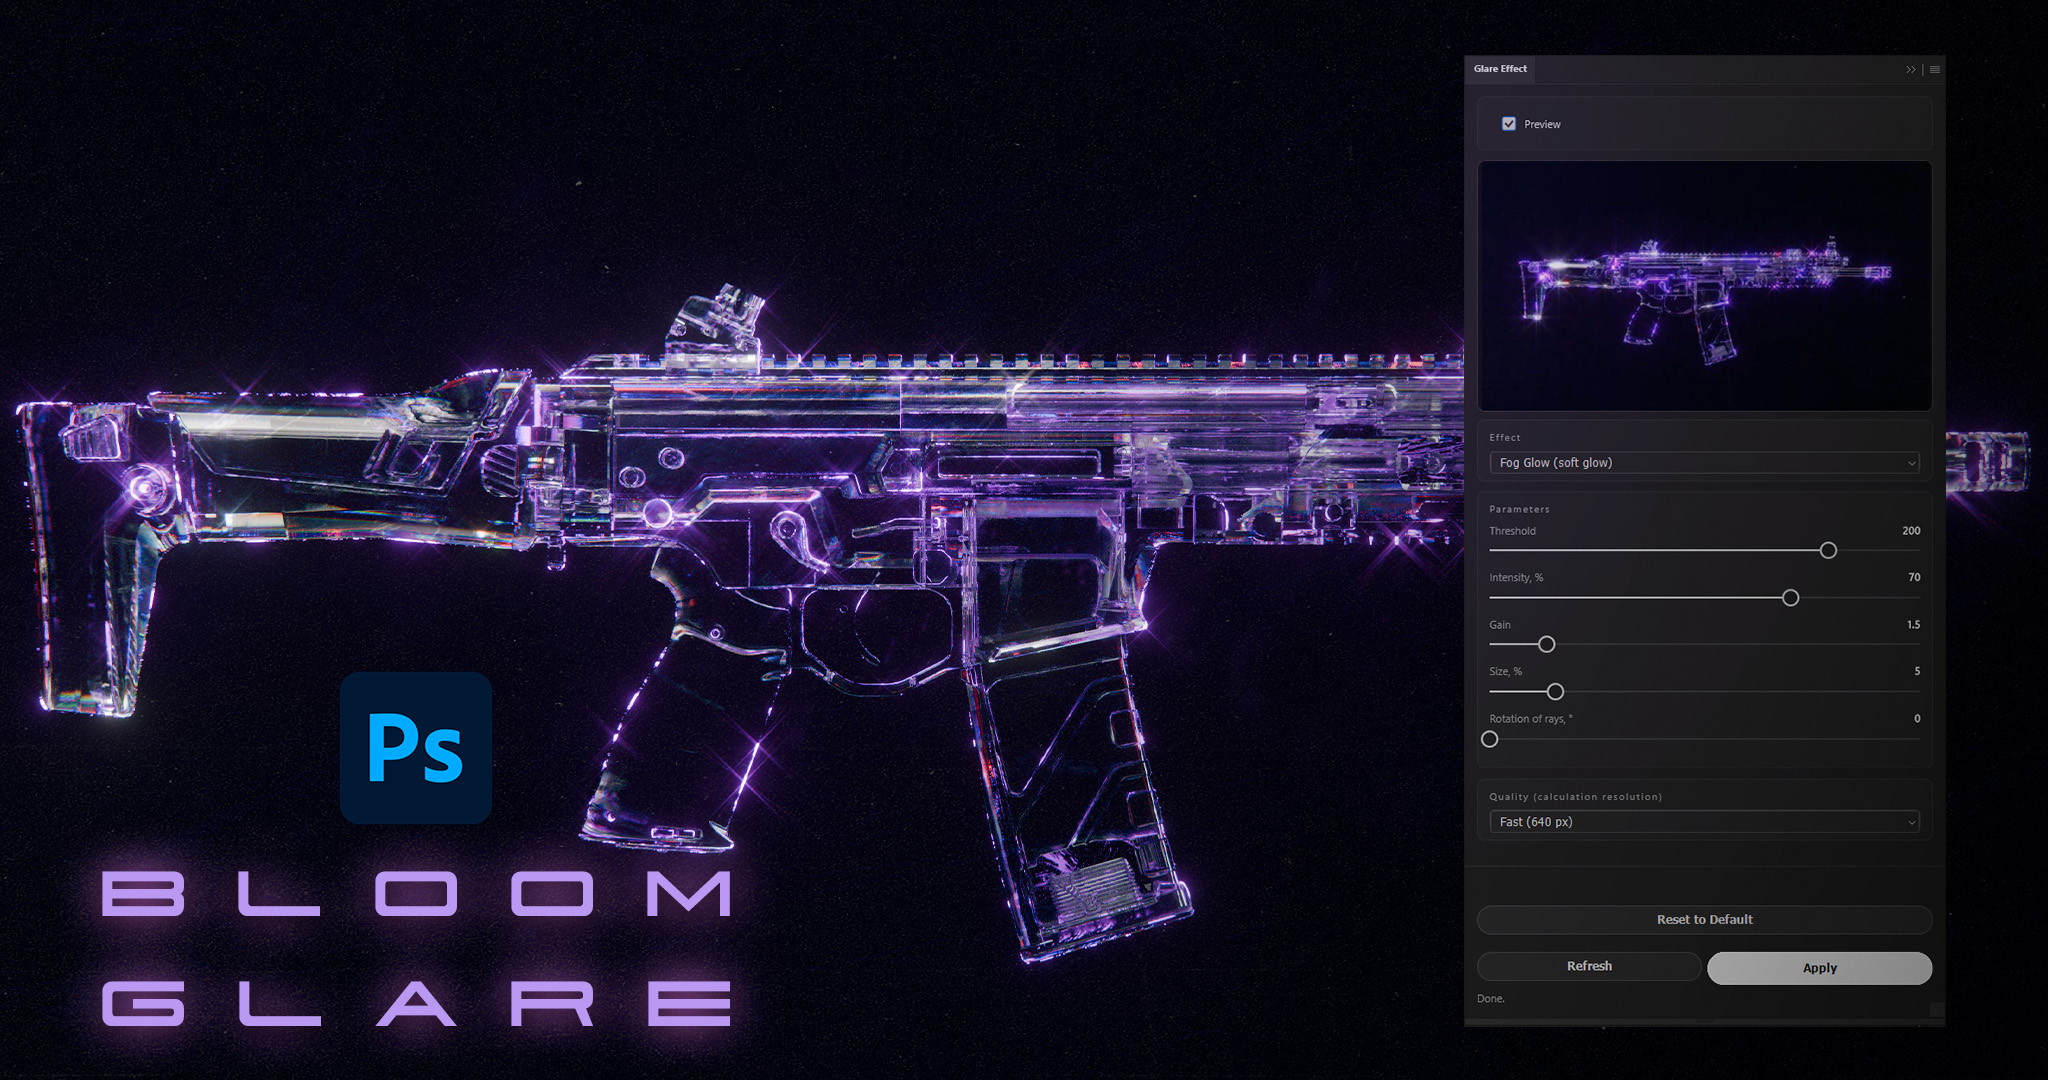 Glare Effect
Preview
Effect
Fog Glow (soft glow)
Parameters
Threshold 200
Intensity, % 70
Gain 1.5
Size, % 5
Rotation of rays, ° 0
Quality (calculation resolution)
Fast (640 px)
Reset to Default
Refresh Apply
Done.
Ps
BLOOM
GLARE